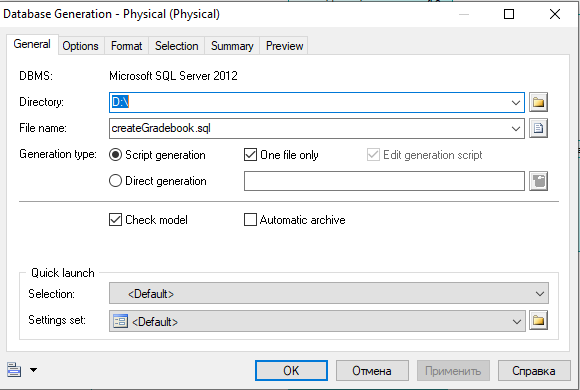 Database Generation - Physical (Physical)
General Options Format Selection Summary Preview
DBMS: Microsoft SQL Server 2012
Directory: D:\
File name: createGradebook.sql
Generation type: Script generation One file only Edit generation script
Direct generation
Check model Automatic archive
Quick launch
Selection: <Default>
Settings set: <Default>
OK Отмена Применить Справка